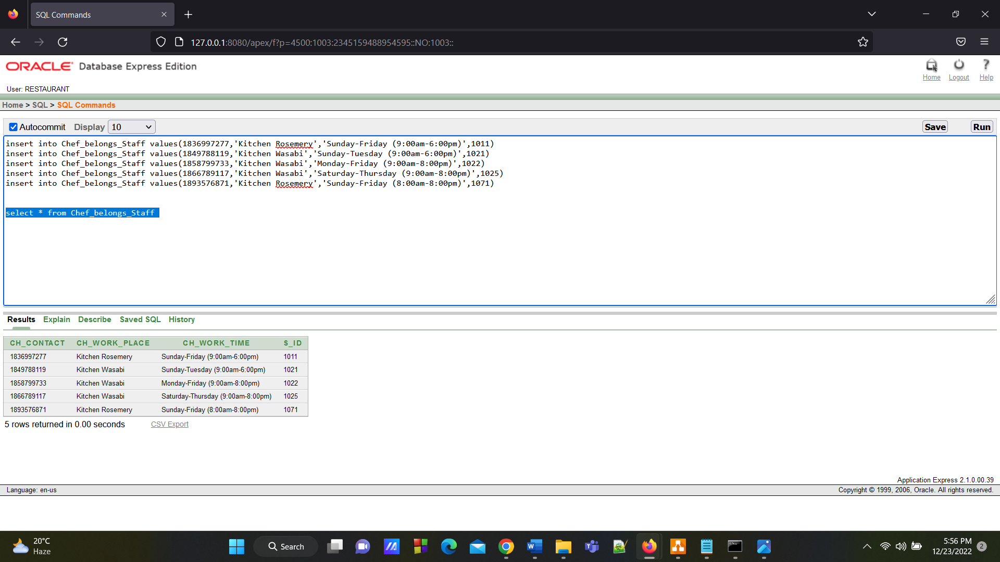 SQL Commands
127.0.0.1:8080/apex/f?p=4500:1003:2345159488954595::NO:1003::
ORACLE Database Express Edition
Home Logout Help
User: RESTAURANT
Home > SQL > SQL Commands
Autocommit Display 10 Save Run
insert into Chef_belongs_Staff values(1836997277,'Kitchen Rosemery','Sunday-Friday (9:00am-6:00pm)',1011)
insert into Chef_belongs_Staff values(1849788119,'Kitchen Wasabi','Sunday-Tuesday (9:00am-6:00pm)',1021)
insert into Chef_belongs_Staff values(1858799733,'Kitchen Wasabi','Monday-Friday (9:00am-8:00pm)',1022)
insert into Chef_belongs_Staff values(1866789117,'Kitchen Wasabi','Saturday-Thursday (9:00am-8:00pm)',1025)
insert into Chef_belongs_Staff values(1893576871,'Kitchen Rosemery','Sunday-Friday (8:00am-8:00pm)',1071)
select * from Chef_belongs_Staff
Results Explain Describe Saved SQL History
CH_CONTACT CH_WORK_PLACE CH_WORK_TIME S_ID
1836997277 Kitchen Rosemery Sunday-Friday (9:00am-6:00pm) 1011
1849788119 Kitchen Wasabi Sunday-Tuesday (9:00am-6:00pm) 1021
1858799733 Kitchen Wasabi Monday-Friday (9:00am-8:00pm) 1022
1866789117 Kitchen Wasabi Saturday-Thursday (9:00am-8:00pm) 1025
1893576871 Kitchen Rosemery Sunday-Friday (8:00am-8:00pm) 1071
5 rows returned in 0.00 seconds CSV Export
Application Express 2.1.0.00.39
Language: en-us Copyright © 1999, 2006, Oracle. All rights reserved.
20°C
Haze
Search
5:56 PM
12/23/2022
2